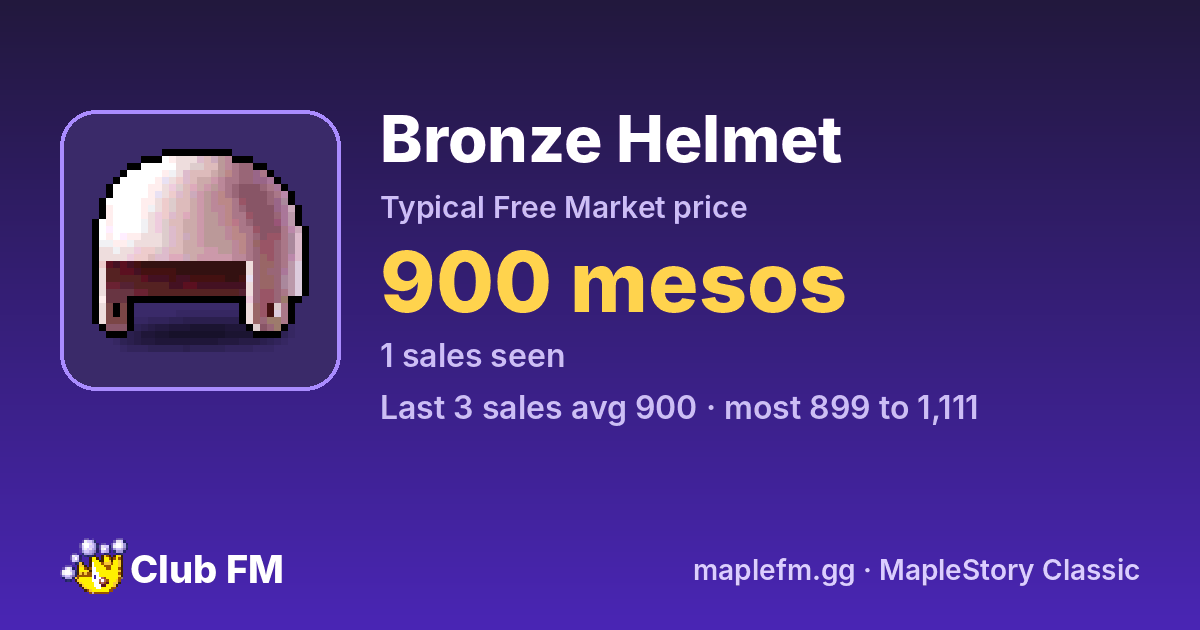 Bronze Helmet
Typical Free Market price
900 mesos
1 sales seen
Last 3 sales avg 900 · most 899 to 1,111
Club FM
maplefm.gg · MapleStory Classic